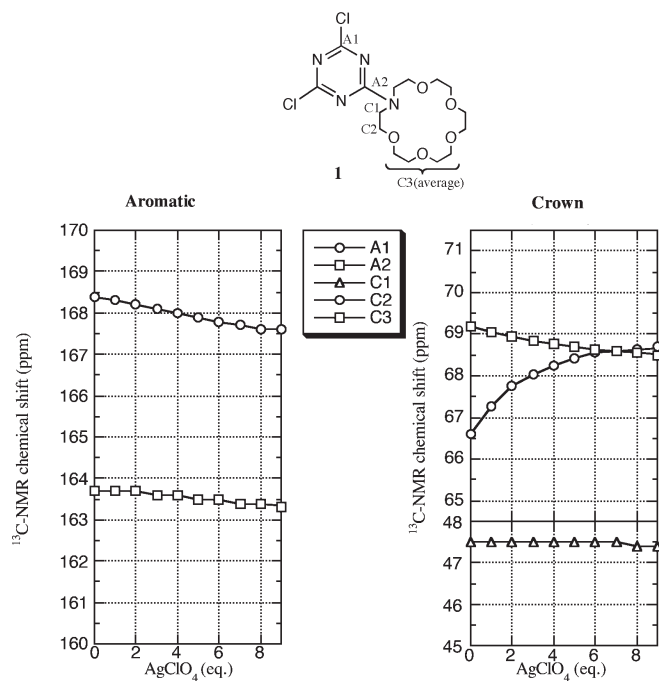 Cl
A1
N
N
A2
Cl
N
C1
N
O
O
C2
O
O
O
1
C3(average)
Aromatic
Crown
A1
A2
C1
C2
C3
170
169
168
167
166
165
164
163
162
161
160
¹³C-NMR chemical shift (ppm)
0 2 4 6 8
AgClO₄ (eq.)
71
70
69
68
67
66
65
48
47
46
45
¹³C-NMR chemical shift (ppm)
0 2 4 6 8
AgClO₄ (eq.)